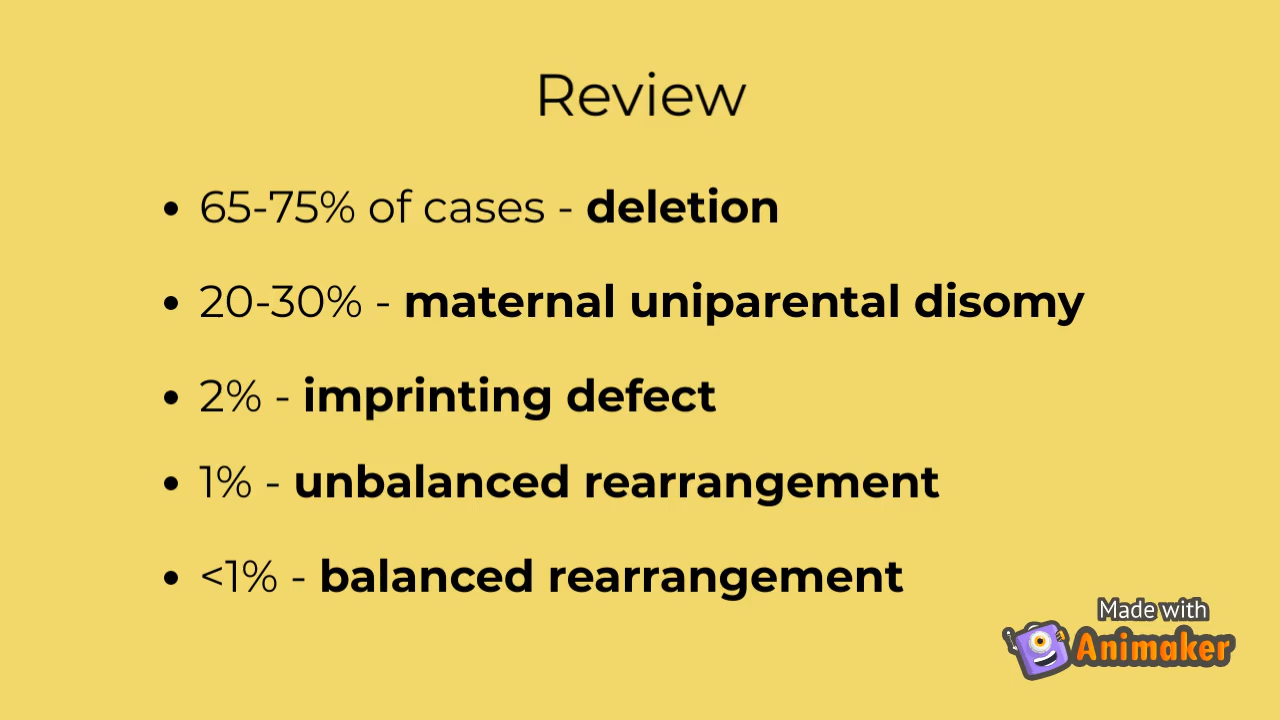 Review
• 65-75% of cases - deletion
• 20-30% - maternal uniparental disomy
• 2% - imprinting defect
• 1% - unbalanced rearrangement
• <1% - balanced rearrangement
Made with
Animaker